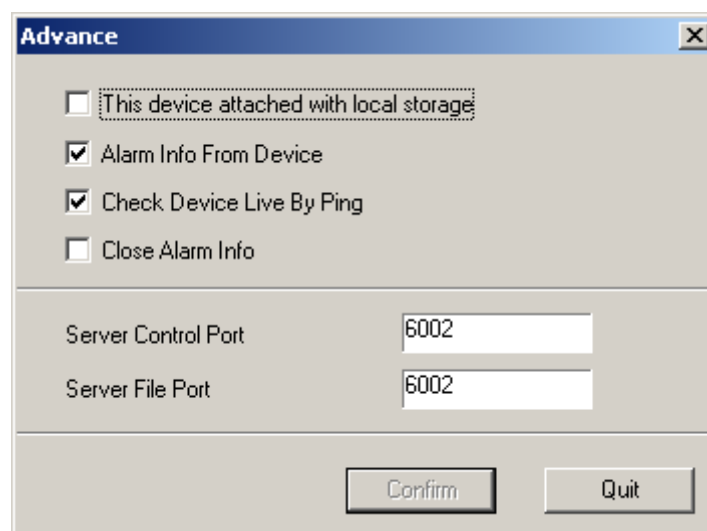 Advance
This device attached with local storage
Alarm Info From Device
Check Device Live By Ping
Close Alarm Info
Server Control Port 6002
Server File Port 6002
Confirm Quit